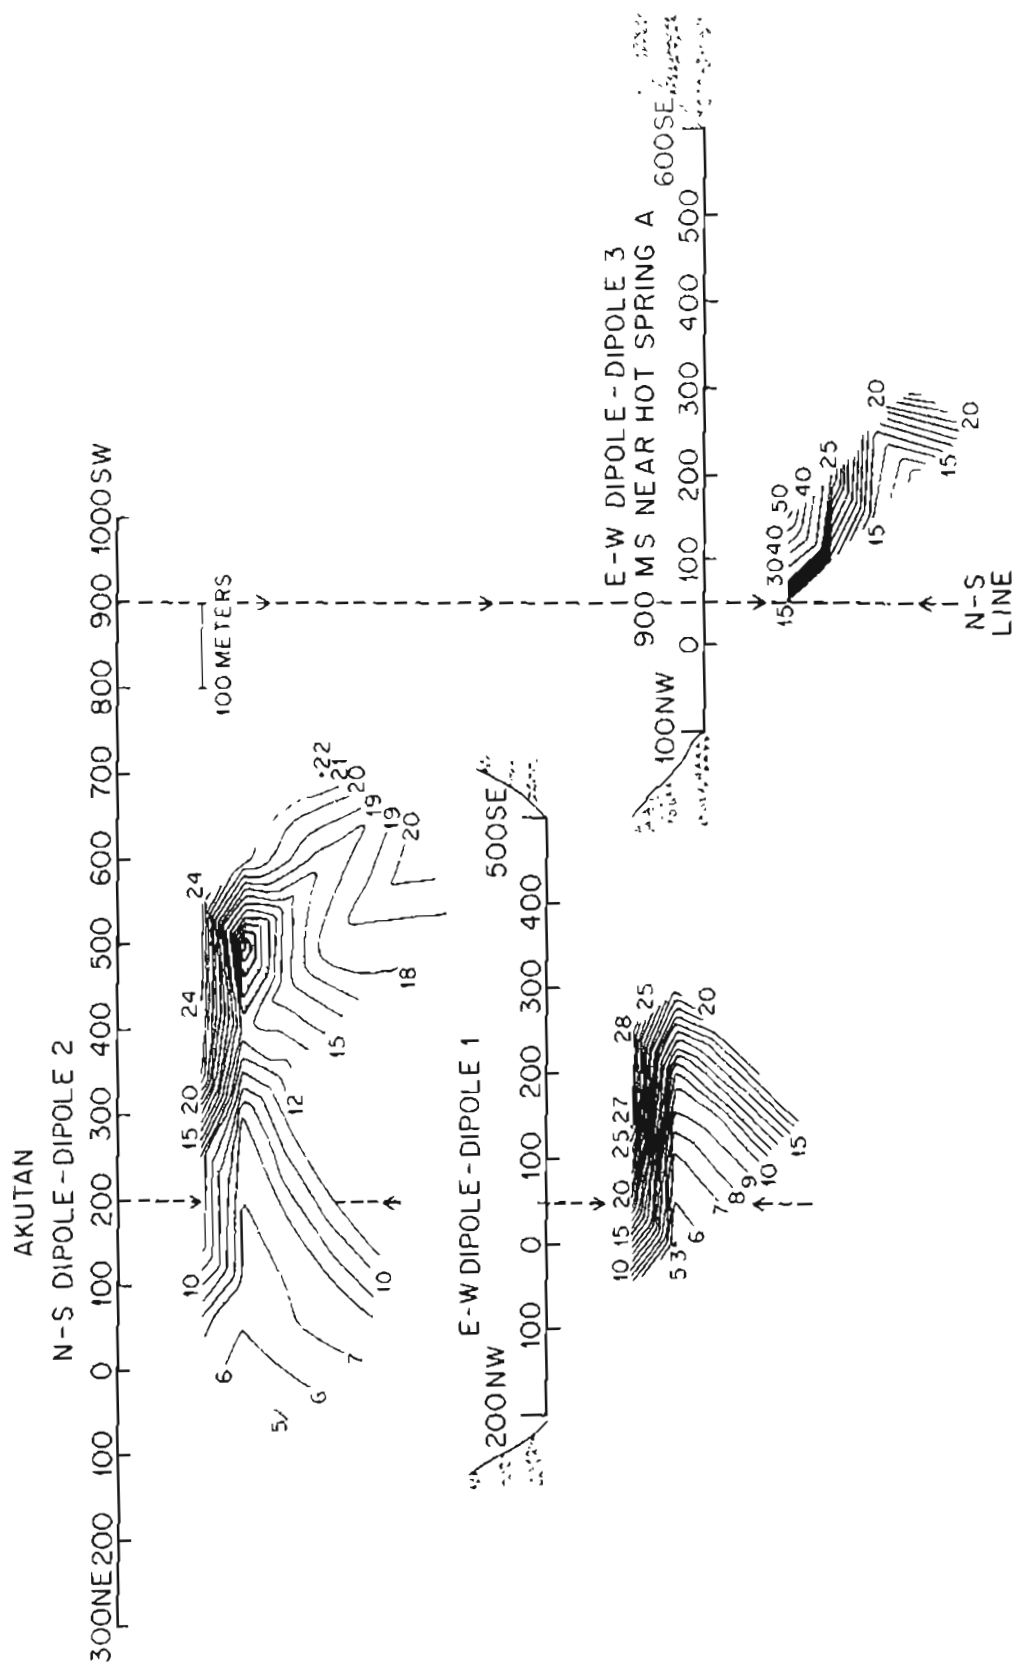 AKUTAN
N-S DIPOLE-DIPOLE 2
300NE 200 100 0 100 200 300 400 500 600 700 800 900 1000SW
10 15 20 24 24
100 METERS
6
5
6
7
10
12
15
18
22
21
20
19
19
20
E-W DIPOLE-DIPOLE 1
200NW 100 0 100 200 300 400 500SE
10 15 20 25 27 28 25
5 3
6
7 8 9 10
15
20
E-W DIPOLE-DIPOLE 3
900 MS NEAR HOT SPRING A
100NW 0 100 200 300 400 500 600SE
15
30 40 50
40
25
15
20
15
20
N-S
LINE